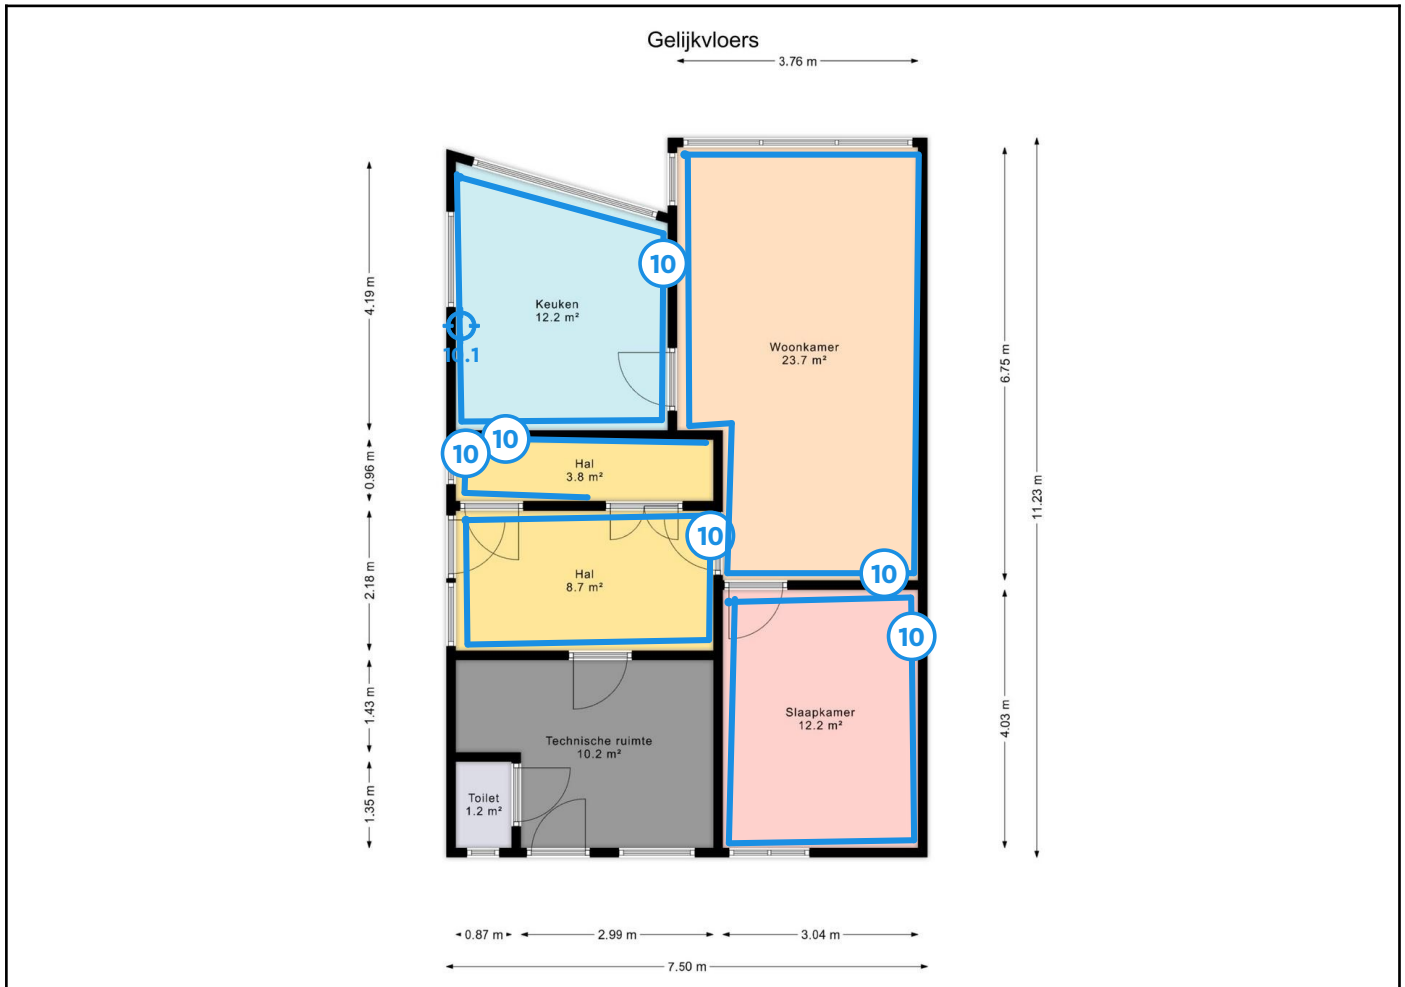 Gelijkvloers
3.76 m
4.19 m
0.96 m
2.18 m
1.43 m
1.35 m
Keuken
12.2 m²
10
10.1
Woonkamer
23.7 m²
6.75 m
11.23 m
4.03 m
10
10
Hal
3.8 m²
10
Hal
8.7 m²
10
10
Slaapkamer
12.2 m²
Technische ruimte
10.2 m²
Toilet
1.2 m²
0.87 m
2.99 m
3.04 m
7.50 m